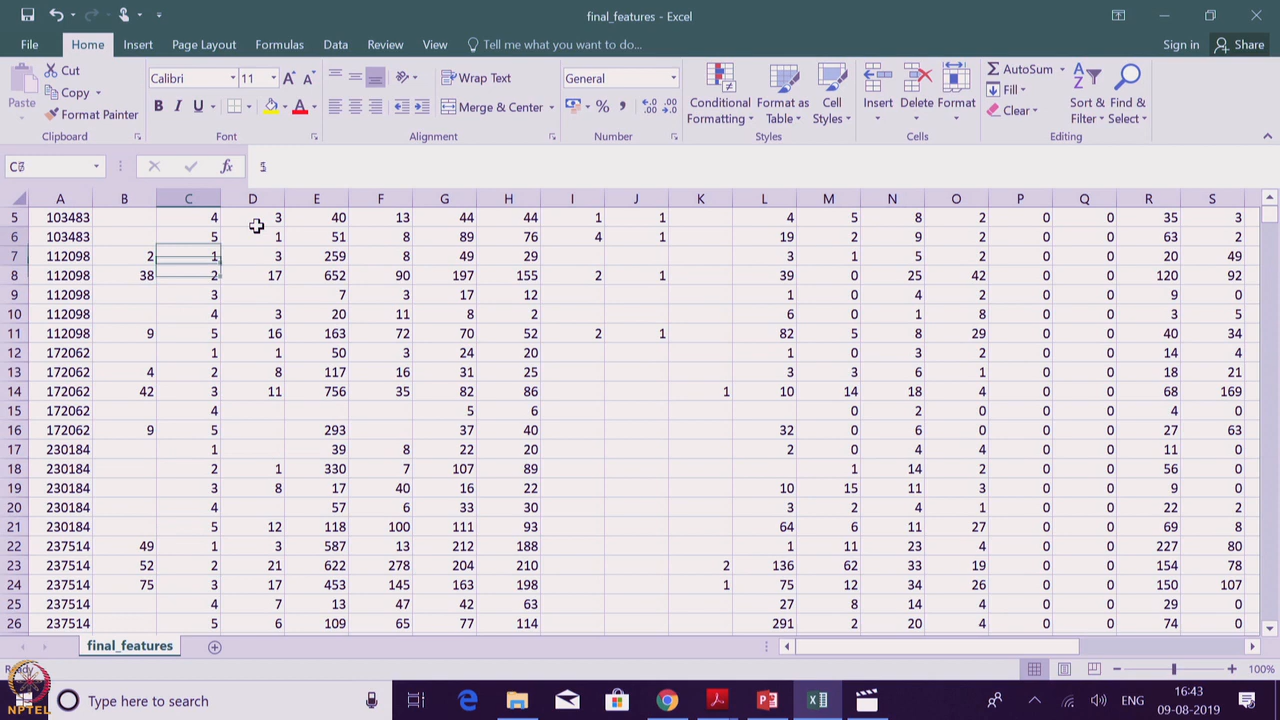 final_features - Excel
File Home Insert Page Layout Formulas Data Review View Tell me what you want to do... Sign in Share
Paste Cut Copy Format Painter Clipboard
Calibri 11 B I U Font
Wrap Text Merge & Center Alignment
General % Number
Conditional Formatting Format as Table Cell Styles Styles
Insert Delete Format Cells
AutoSum Fill Clear Sort & Filter Find & Select Editing
fx
A B C D E F G H I J K L M N O P Q R S
5 103483 4 3 40 13 44 44 1 1 4 5 8 2 0 0 35 3
6 103483 5 1 51 8 89 76 4 1 19 2 9 2 0 0 63 2
7 112098 2 1 3 259 8 49 29 3 1 5 2 0 0 20 49
8 112098 38 2 17 652 90 197 155 2 1 39 0 25 42 0 0 120 92
9 112098 3 7 3 17 12 1 0 4 2 0 0 9 0
10 112098 4 3 20 11 8 2 6 0 1 8 0 0 3 5
11 112098 9 5 16 163 72 70 52 2 1 82 5 8 29 0 0 40 34
12 172062 1 1 50 3 24 20 1 0 3 2 0 0 14 4
13 172062 4 2 8 117 16 31 25 3 3 6 1 0 0 18 21
14 172062 42 3 11 756 35 82 86 1 10 14 18 4 0 0 68 169
15 172062 4 5 6 0 2 0 0 0 4 0
16 172062 9 5 293 37 40 32 0 6 0 0 0 27 63
17 230184 1 39 8 22 20 2 0 4 4 0 0 11 0
18 230184 2 1 330 7 107 89 1 14 2 0 0 56 0
19 230184 3 8 17 40 16 22 10 15 11 3 0 0 9 0
20 230184 4 57 6 33 30 3 2 4 1 0 0 22 2
21 230184 5 12 118 100 111 93 64 6 11 27 0 0 69 8
22 237514 49 1 3 587 13 212 188 1 11 23 4 0 0 227 80
23 237514 52 2 21 622 278 204 210 2 136 62 33 19 0 0 154 78
24 237514 75 3 17 453 145 163 198 1 75 12 34 26 0 0 150 107
25 237514 4 7 13 47 42 63 27 8 14 4 0 0 29 0
26 237514 5 6 109 65 77 114 291 2 20 4 0 0 74 0
final_features
100%
NPTEL
Type here to search
ENG
16:43
09-08-2019